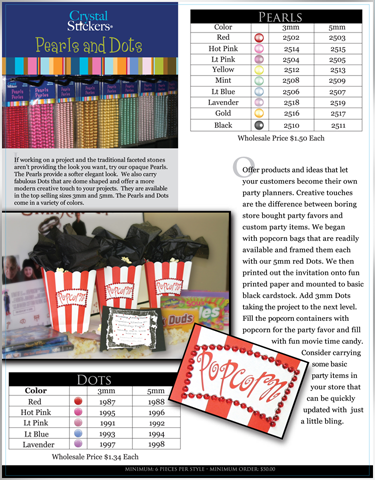 Crystal
Stickers®
Pearls and Dots
If working on a project and the traditional faceted stones
aren't providing the look you want, try our opaque Pearls.
The Pearls provide a softer elegant look. We also carry
fabulous Dots that are dome shaped and offer a more
modern creative touch to your projects. They are available
in the top selling sizes 3mm and 5mm. The Pearls and Dots
come in a variety of colors.
Pearls
Color 3mm 5mm
Red 2502 2503
Hot Pink 2514 2515
Lt Pink 2504 2505
Yellow 2512 2513
Mint 2508 2509
Lt Blue 2506 2507
Lavender 2518 2519
Gold 2516 2517
Black 2510 2511
Wholesale Price $1.50 Each
Offer products and ideas that let
your customers become their own
party planners. Creative touches
are the difference between boring
store bought party favors and
custom party items. We began
with popcorn bags that are readily
available and framed them each
with our 5mm red Dots. We then
printed out the invitation onto fun
printed paper and mounted to basic
black cardstock. Add 3mm Dots
taking the project to the next level.
Fill the popcorn containers with
popcorn for the party favor and fill
with fun movie time candy.
Consider carrying
some basic
party items in
your store that
can be quickly
updated with just
a little bling.
Popcorn
Popcorn
Popcorn
Duds
Popcorn
Dots
Color 3mm 5mm
Red 1987 1988
Hot Pink 1995 1996
Lt Pink 1991 1992
Lt Blue 1993 1994
Lavender 1997 1998
Wholesale Price $1.34 Each
Minimum: 6 pieces per style - Minimum order: $50.00